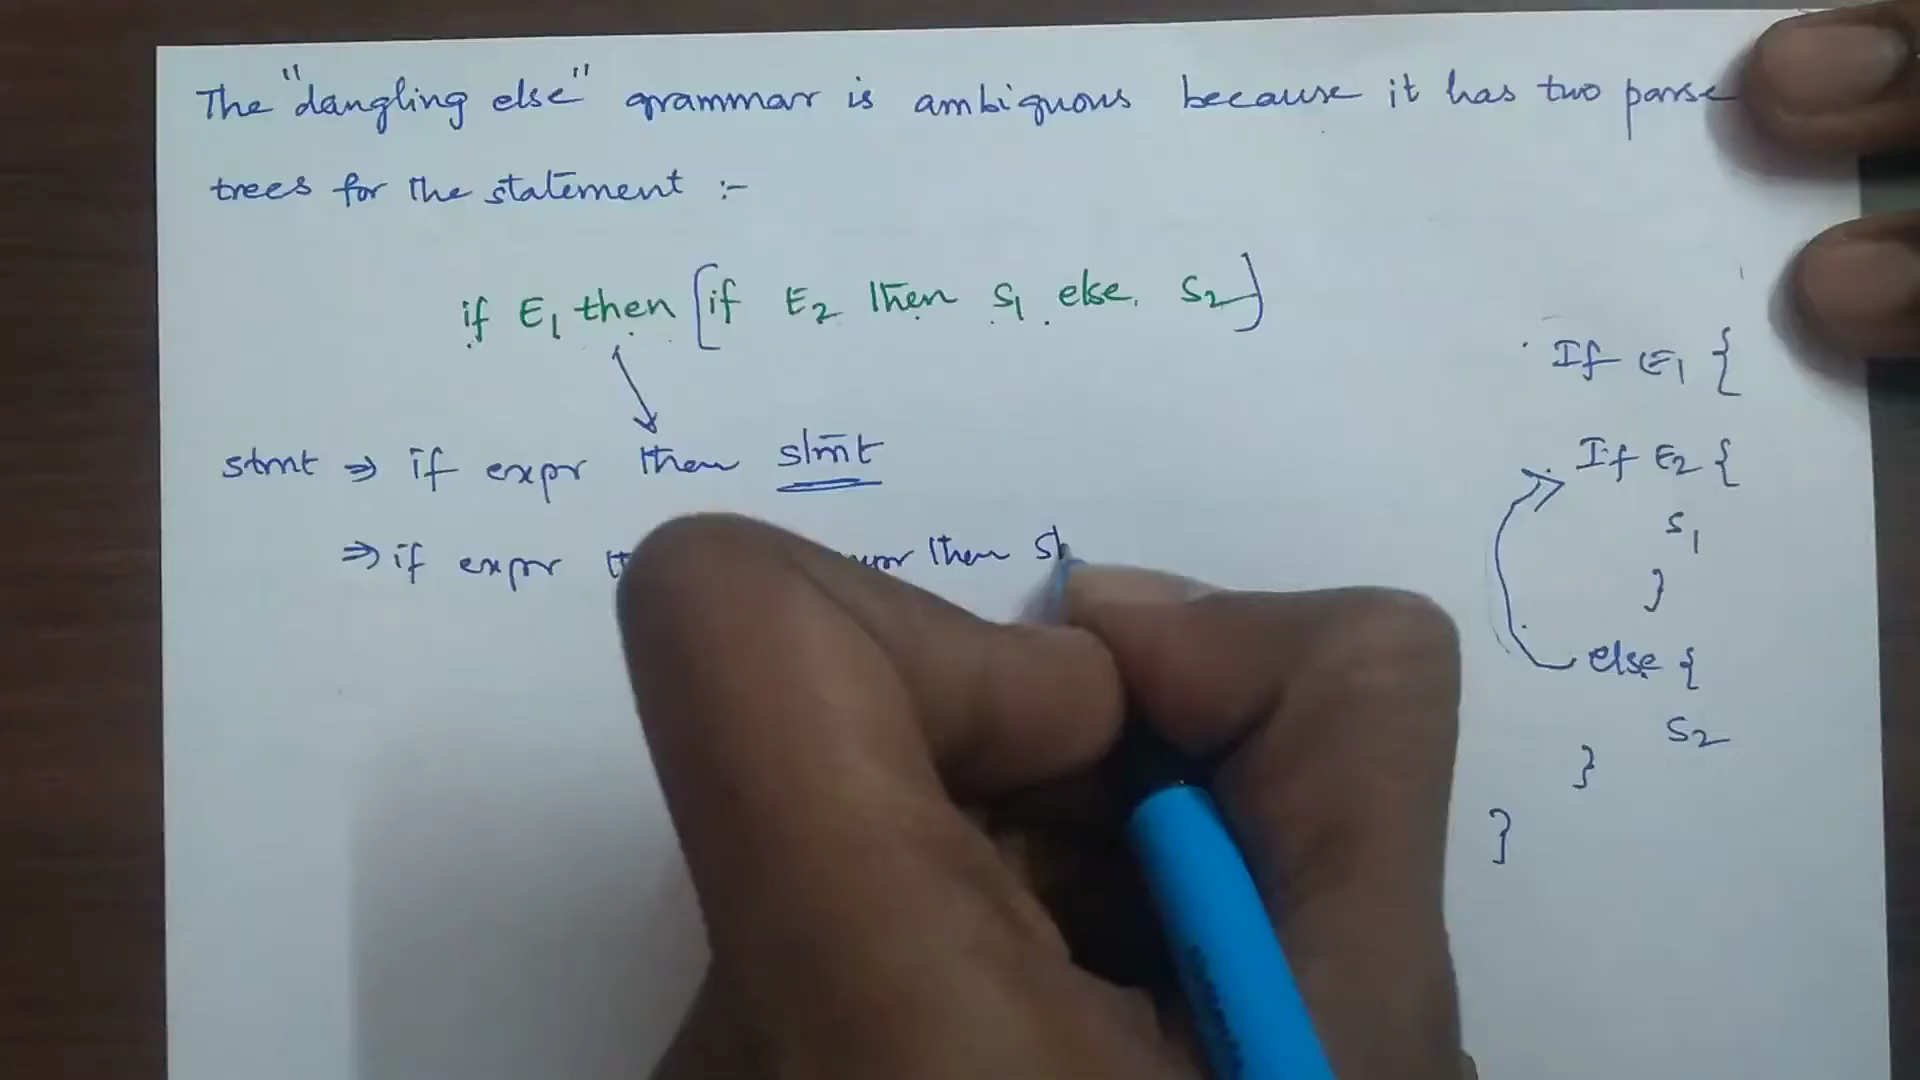 The "dangling else" grammar is ambiguous because it has two parse
trees for the statement :-
if E1 then [if E2 then S1 else S2]
stmt ⇒ if expr then stmt
⇒ if expr then
If E1 {
If E2 {
S1
}
else {
S2
}
}